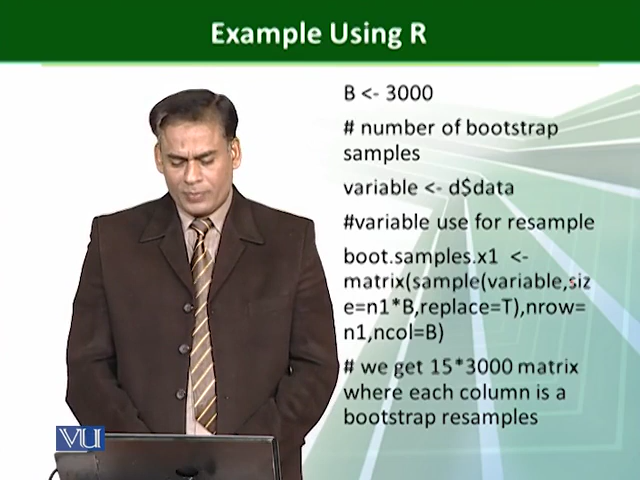 Example Using R
B <- 3000
# number of bootstrap
samples
variable <- d$data
#variable use for resample
boot.samples.x1 <-
matrix(sample(variable,siz
e=n1*B,replace=T),nrow=
n1,ncol=B)
# we get 15*3000 matrix
where each column is a
bootstrap resamples
VU